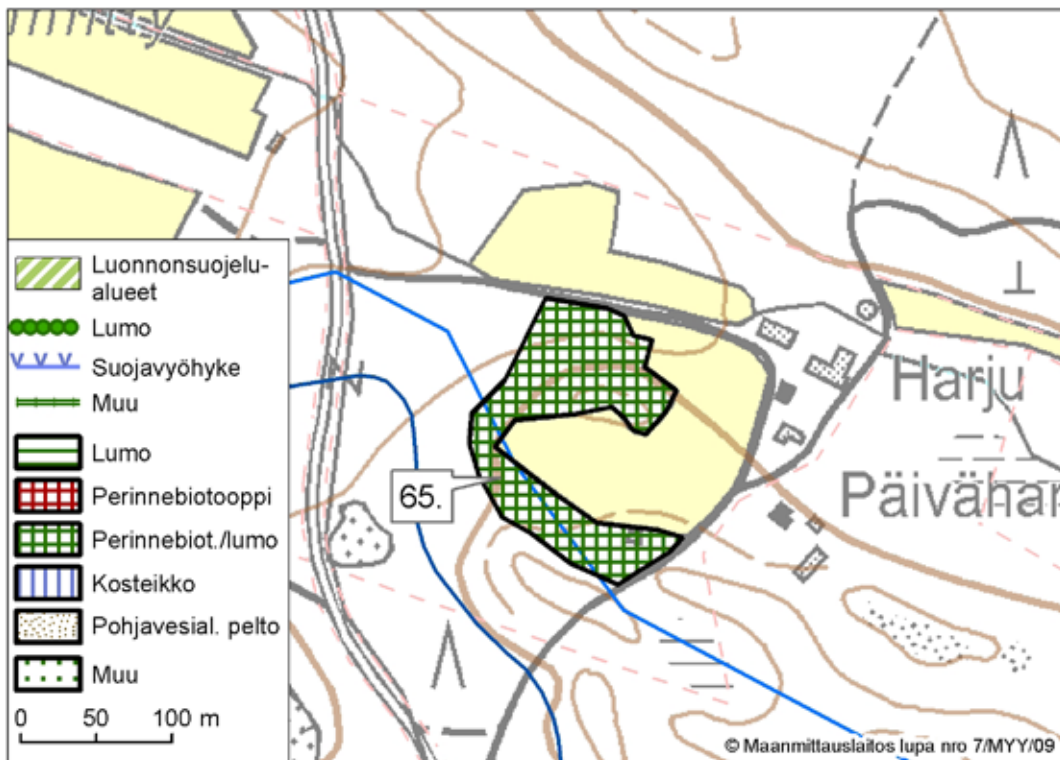 Luonnonsuojelu-
alueet
Lumo
Suojavyöhyke
Muu
Lumo
Perinnebiotooppi
Perinnebiot./lumo
Kosteikko
Pohjavesial. pelto
Muu
0 50 100 m
65.
Harju
Päivähar
© Maanmittauslaitos lupa nro 7/MYY/09